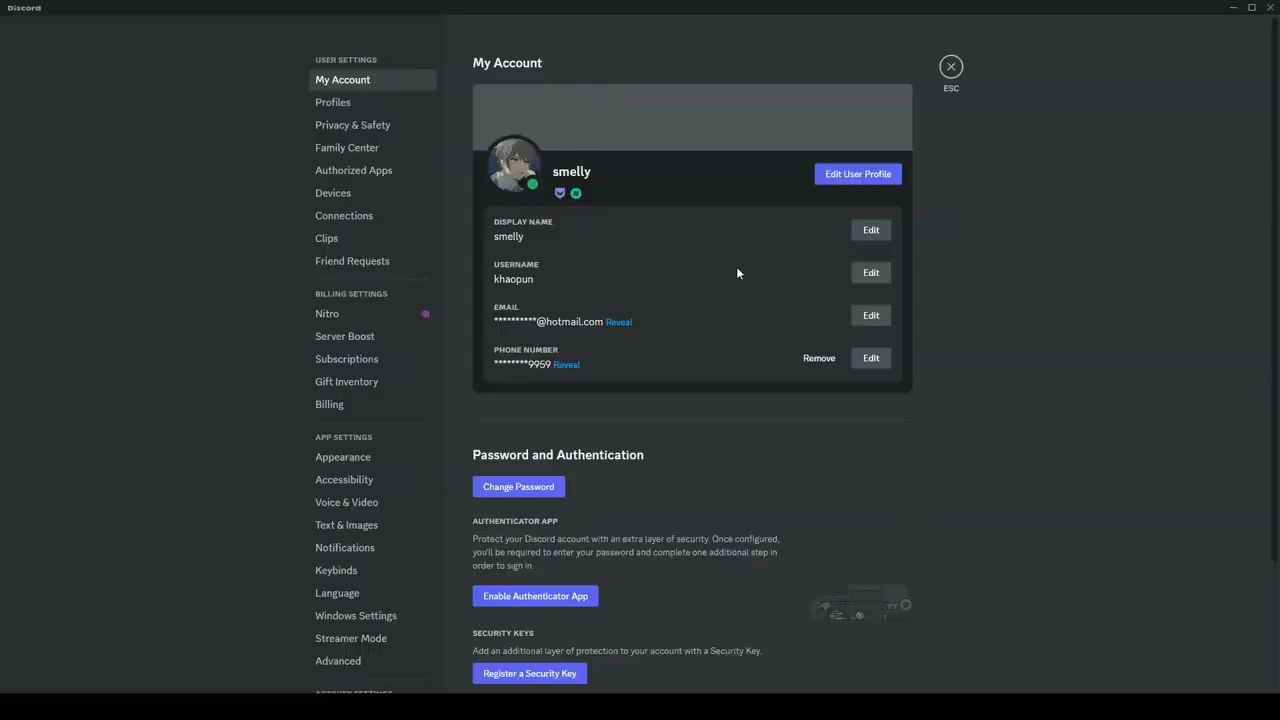 Discord
USER SETTINGS
My Account
Profiles
Privacy & Safety
Family Center
Authorized Apps
Devices
Connections
Clips
Friend Requests
BILLING SETTINGS
Nitro
Server Boost
Subscriptions
Gift Inventory
Billing
APP SETTINGS
Appearance
Accessibility
Voice & Video
Text & Images
Notifications
Keybinds
Language
Windows Settings
Streamer Mode
Advanced
My Account
ESC
smelly
Edit User Profile
DISPLAY NAME
smelly
Edit
USERNAME
khaopun
Edit
EMAIL
**********@hotmail.com Reveal
Edit
PHONE NUMBER
********9959 Reveal
Remove
Edit
Password and Authentication
Change Password
AUTHENTICATOR APP
Protect your Discord account with an extra layer of security. Once configured,
you'll be required to enter your password and complete one additional step in
order to sign in.
Enable Authenticator App
SECURITY KEYS
Add an additional layer of protection to your account with a Security Key.
Register a Security Key